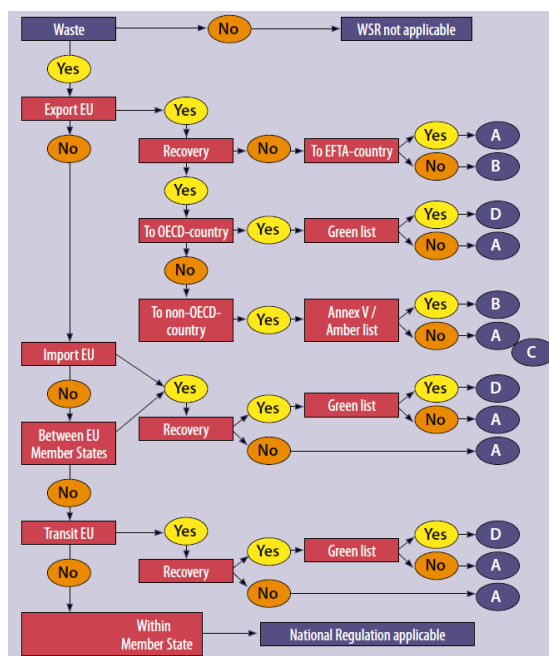 Waste
No
WSR not applicable
Yes
Export EU
Yes
No
Recovery
No
To EFTA-country
Yes
A
No
B
Yes
To OECD-country
Yes
Green list
Yes
D
No
A
No
To non-OECD-
country
Yes
Annex V /
Amber list
Yes
B
No
A
C
Import EU
Yes
No
Recovery
Yes
Green list
Yes
D
No
A
No
A
Between EU
Member States
No
Transit EU
Yes
No
Recovery
Yes
Green list
Yes
D
No
A
No
A
Within
Member State
National Regulation applicable